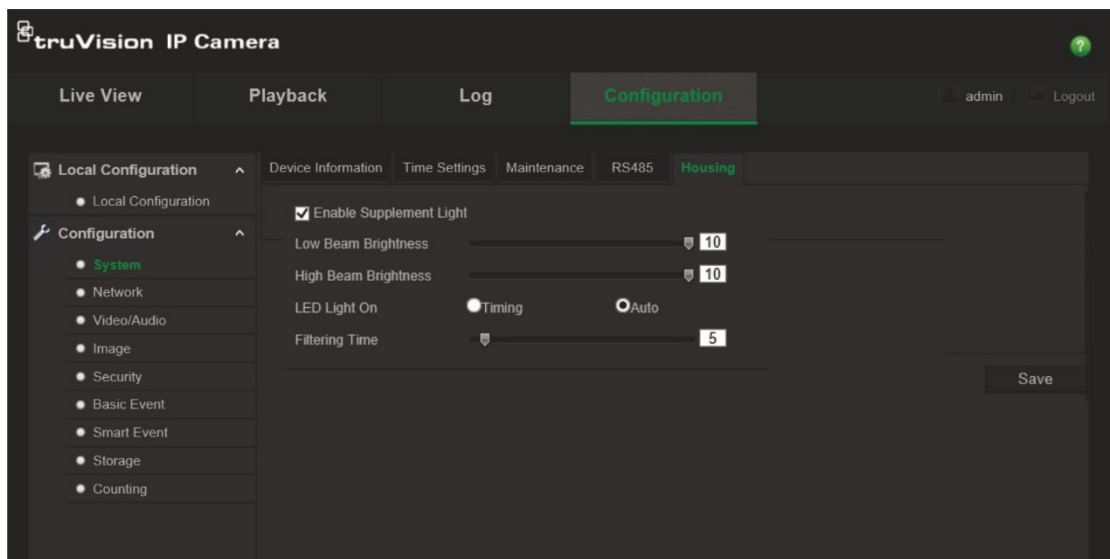 truVision IP Camera
?
Live View Playback Log Configuration admin Logout
Local Configuration
Local Configuration
Configuration
System
Network
Video/Audio
Image
Security
Basic Event
Smart Event
Storage
Counting
Device Information Time Settings Maintenance RS485 Housing
Enable Supplement Light
Low Beam Brightness 10
High Beam Brightness 10
LED Light On Timing Auto
Filtering Time 5
Save